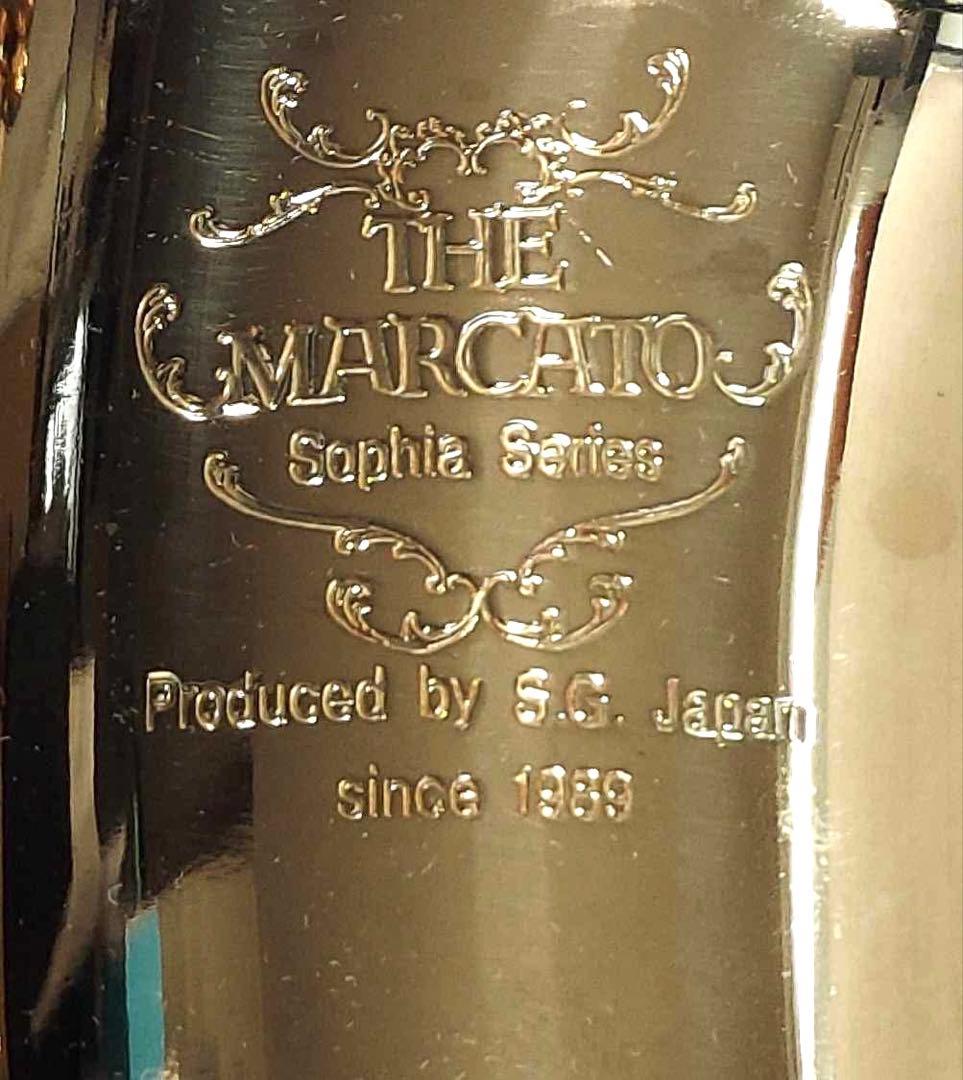 THE
MARCATO
Sophia Series
Produced by S.G. Japan
since 1989